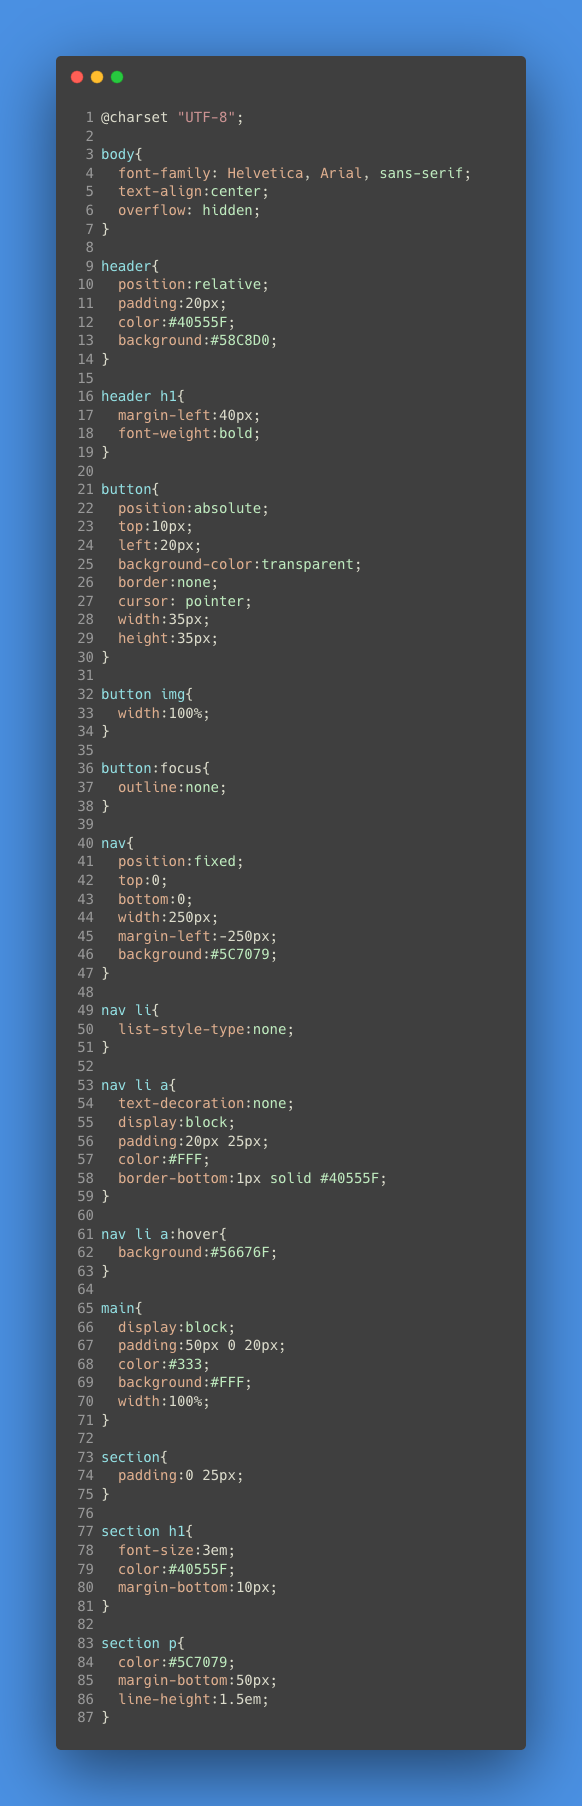 1 @charset "UTF-8";
2
3 body{
4   font-family: Helvetica, Arial, sans-serif;
5   text-align:center;
6   overflow: hidden;
7 }
8
9 header{
10   position:relative;
11   padding:20px;
12   color:#40555F;
13   background:#58C8D0;
14 }
15
16 header h1{
17   margin-left:40px;
18   font-weight:bold;
19 }
20
21 button{
22   position:absolute;
23   top:10px;
24   left:20px;
25   background-color:transparent;
26   border:none;
27   cursor: pointer;
28   width:35px;
29   height:35px;
30 }
31
32 button img{
33   width:100%;
34 }
35
36 button:focus{
37   outline:none;
38 }
39
40 nav{
41   position:fixed;
42   top:0;
43   bottom:0;
44   width:250px;
45   margin-left:-250px;
46   background:#5C7079;
47 }
48
49 nav li{
50   list-style-type:none;
51 }
52
53 nav li a{
54   text-decoration:none;
55   display:block;
56   padding:20px 25px;
57   color:#FFF;
58   border-bottom:1px solid #40555F;
59 }
60
61 nav li a:hover{
62   background:#56676F;
63 }
64
65 main{
66   display:block;
67   padding:50px 0 20px;
68   color:#333;
69   background:#FFF;
70   width:100%;
71 }
72
73 section{
74   padding:0 25px;
75 }
76
77 section h1{
78   font-size:3em;
79   color:#40555F;
80   margin-bottom:10px;
81 }
82
83 section p{
84   color:#5C7079;
85   margin-bottom:50px;
86   line-height:1.5em;
87 }